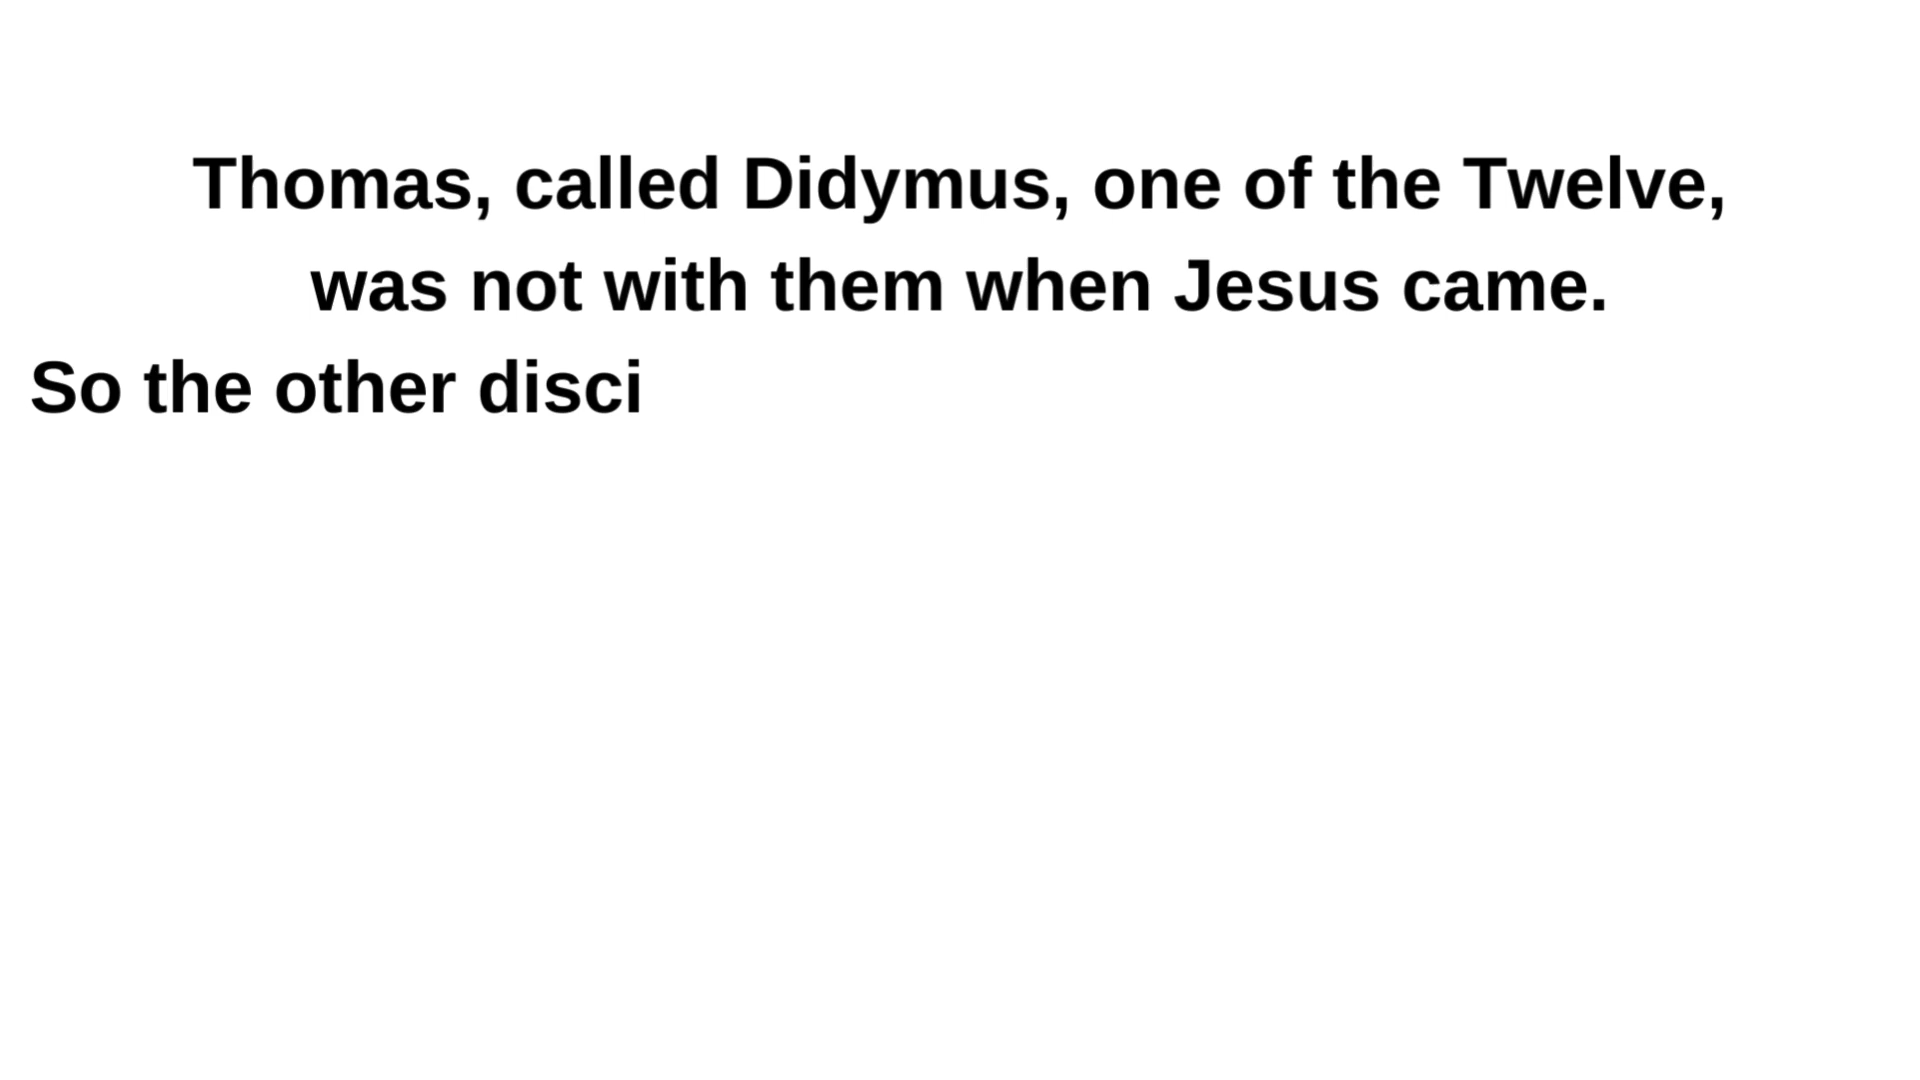 Thomas, called Didymus, one of the Twelve,
was not with them when Jesus came.
So the other disci